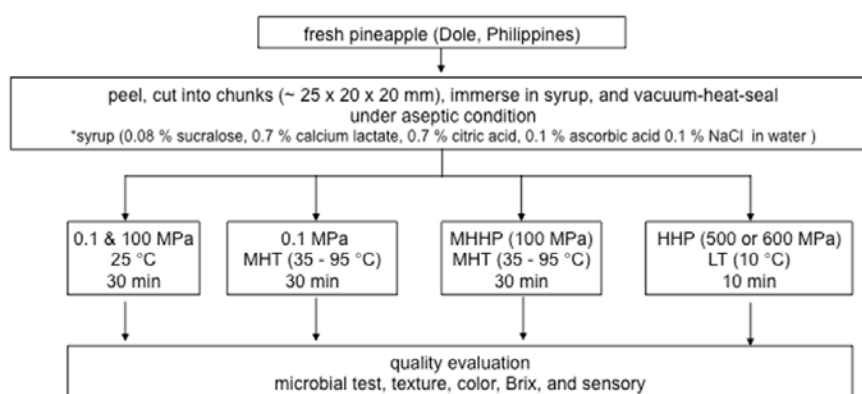 fresh pineapple (Dole, Philippines)
peel, cut into chunks (~ 25 x 20 x 20 mm), immerse in syrup, and vacuum-heat-seal
under aseptic condition
*syrup (0.08 % sucralose, 0.7 % calcium lactate, 0.7 % citric acid, 0.1 % ascorbic acid 0.1 % NaCl in water )
0.1 & 100 MPa
25 °C
30 min
0.1 MPa
MHT (35 - 95 °C)
30 min
MHHP (100 MPa)
MHT (35 - 95 °C)
30 min
HHP (500 or 600 MPa)
LT (10 °C)
10 min
quality evaluation
microbial test, texture, color, Brix, and sensory